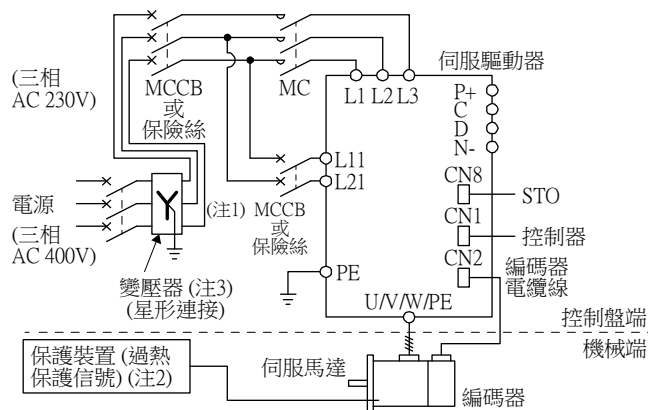 (三相
AC 230V)
MCCB
或
保險絲
MC
伺服驅動器
L1 L2 L3
P+
C
D
N-
L11
L21
CN8
STO
電源
(三相
AC 400V)
(注1)
MCCB
或
保險絲
CN1
控制器
CN2
編碼器
電纜線
變壓器 (注3)
(星形連接)
PE
U/V/W/PE
控制盤端
機械端
保護裝置 (過熱
保護信號) (注2)
伺服馬達
編碼器